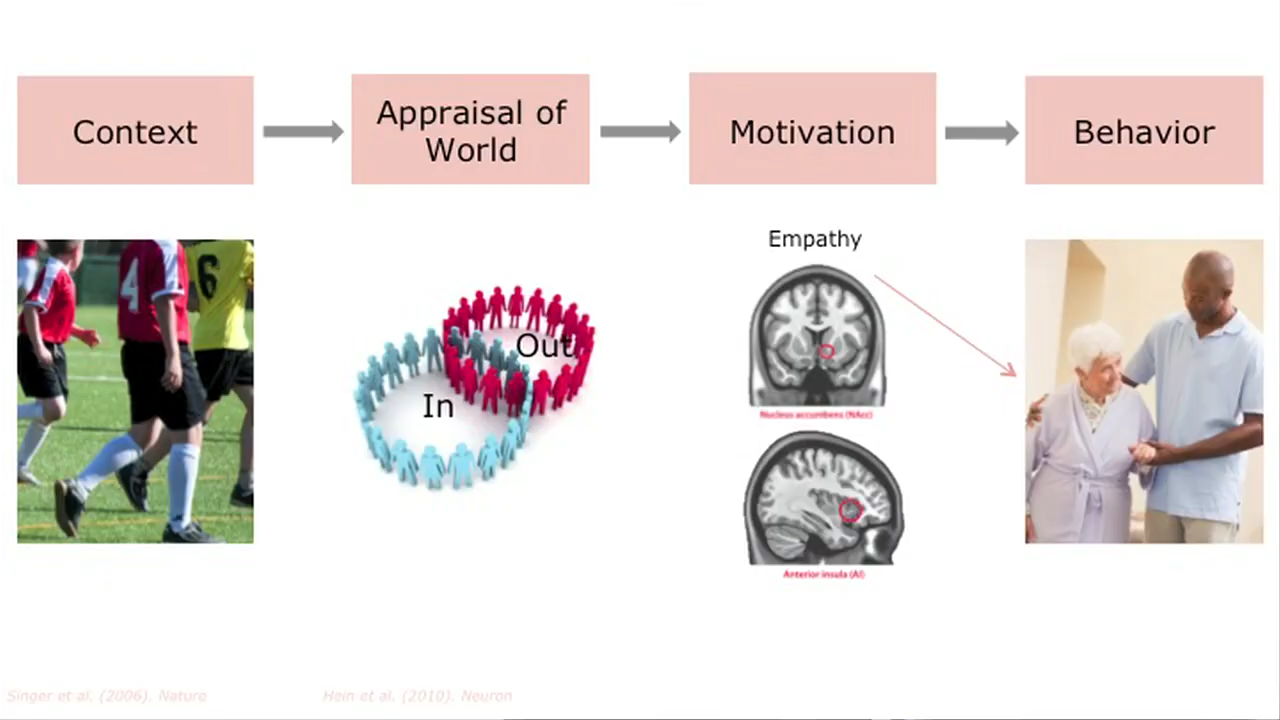 Context
Appraisal of
World
Motivation
Behavior
Empathy
4
6
Out
In
Nucleus accumbens (NAcc)
Anterior insula (AI)
Singer et al. (2006). Nature
Hein et al. (2010). Neuron